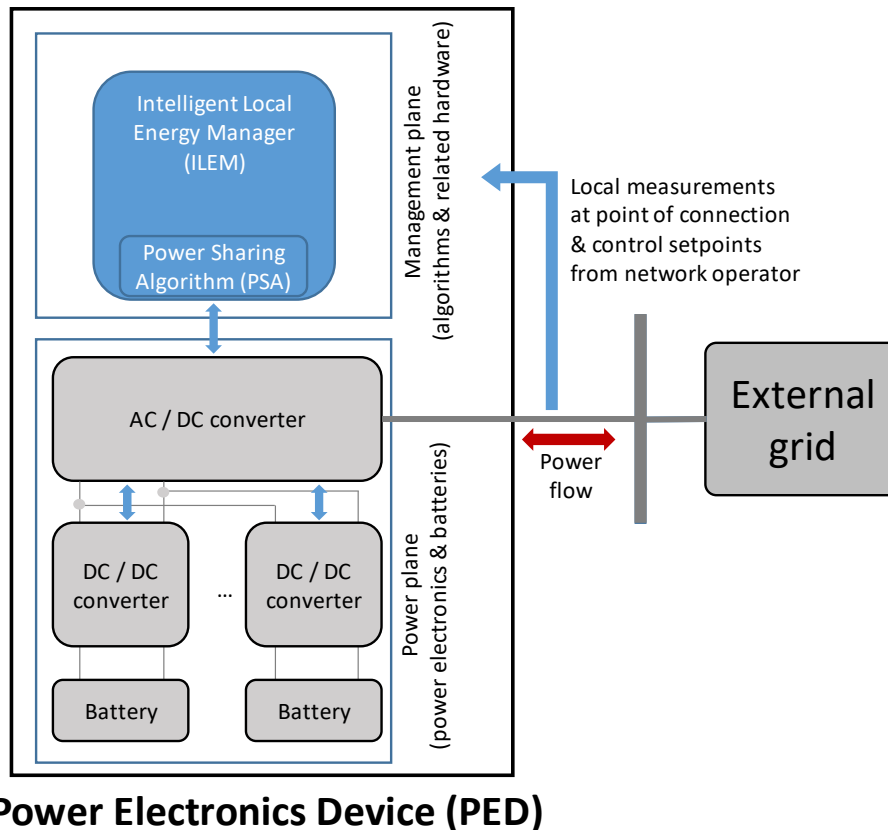 Intelligent Local
Energy Manager
(ILEM)
Power Sharing
Algorithm (PSA)
Management plane
(algorithms & related hardware)
Local measurements
at point of connection
& control setpoints
from network operator
AC / DC converter
External
grid
Power
flow
DC / DC
converter
...
DC / DC
converter
Battery
Battery
Power plane
(power electronics & batteries)
Power Electronics Device (PED)